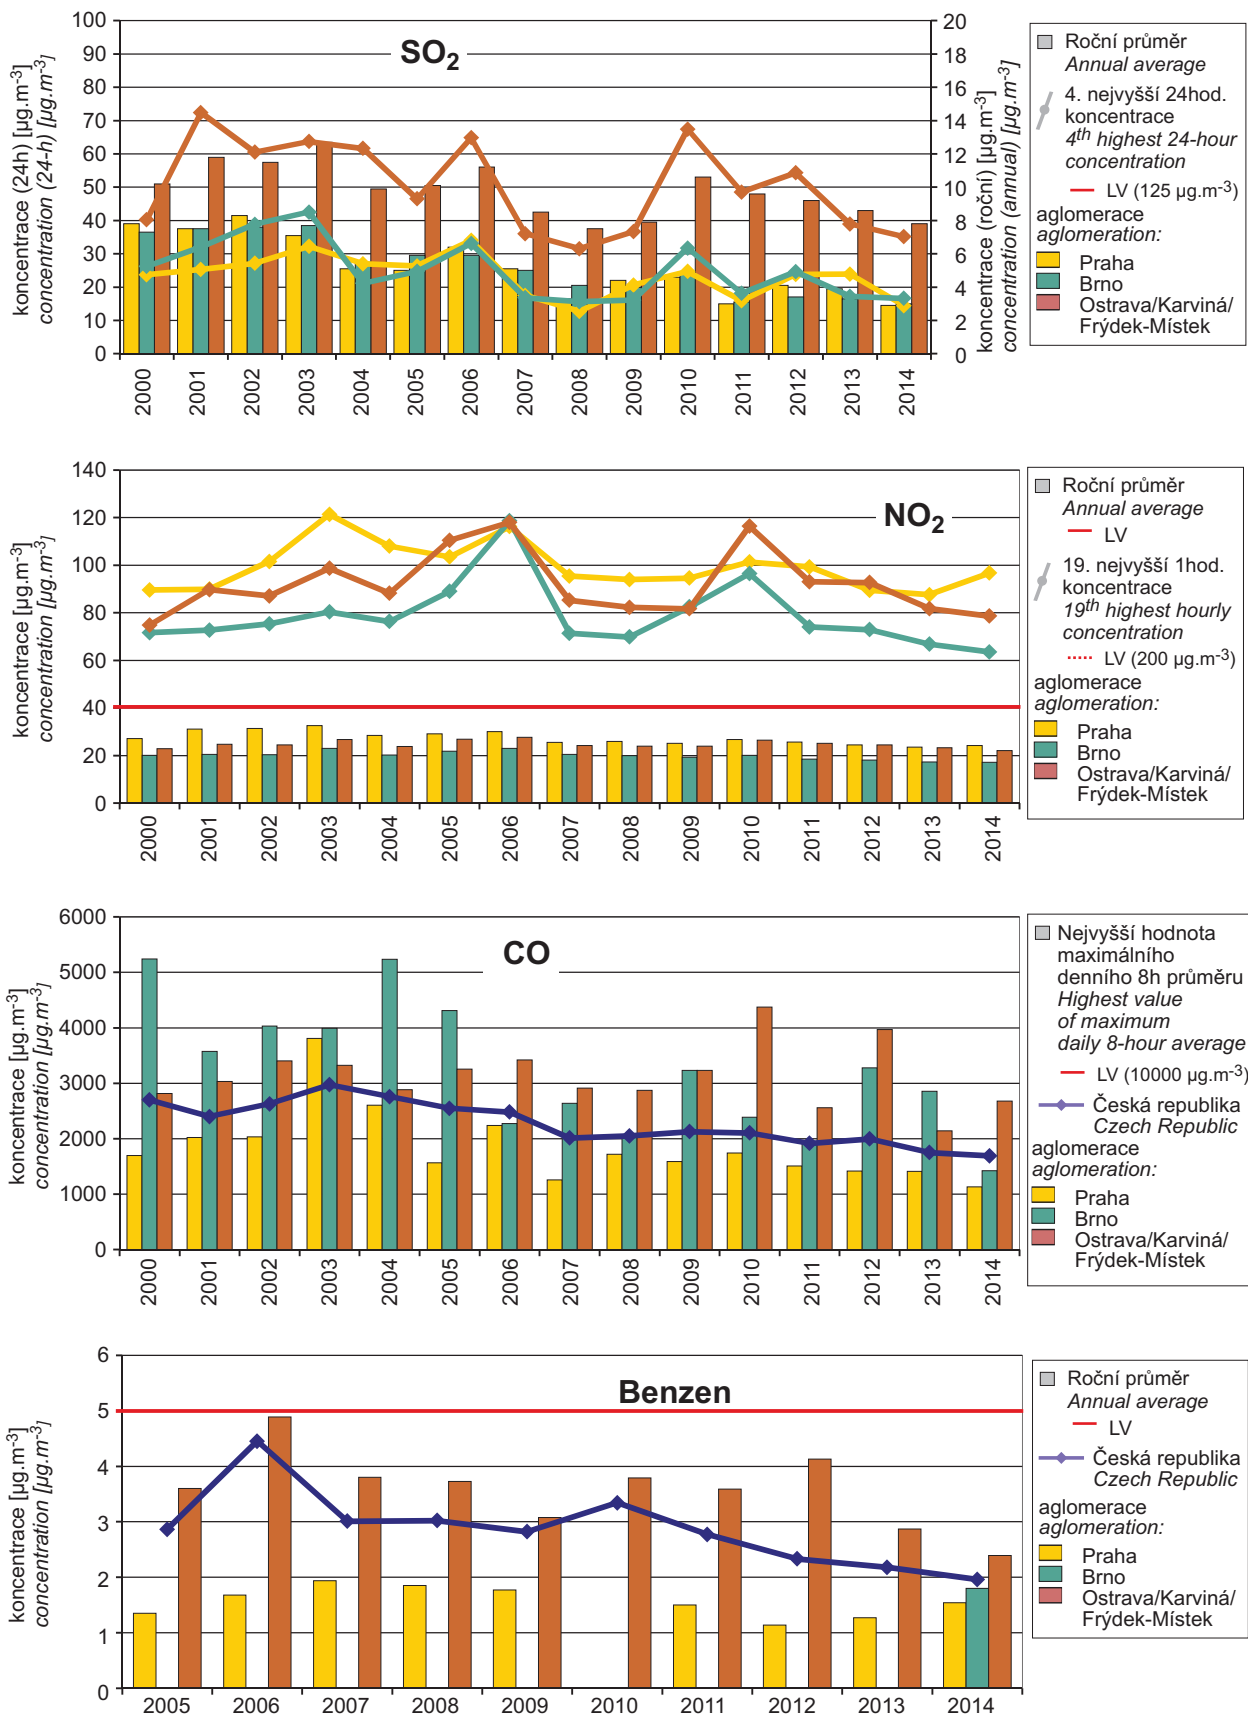 SO2
koncentrace (24h) [µg.m-3]
concentration (24-h) [µg.m-3]
100
90
80
70
60
50
40
30
20
10
0
20
18
16
14
12
10
8
6
4
2
0
koncentrace (roční) [µg.m-3]
concentration (annual) [µg.m-3]
2000
2001
2002
2003
2004
2005
2006
2007
2008
2009
2010
2011
2012
2013
2014
Roční průměr
Annual average
4. nejvyšší 24hod.
koncentrace
4th highest 24-hour
concentration
LV (125 µg.m-3)
aglomerace
aglomeration:
Praha
Brno
Ostrava/Karviná/
Frýdek-Místek
NO2
koncentrace [µg.m-3]
concentration [µg.m-3]
140
120
100
80
60
40
20
0
2000
2001
2002
2003
2004
2005
2006
2007
2008
2009
2010
2011
2012
2013
2014
Roční průměr
Annual average
LV
19. nejvyšší 1hod.
koncentrace
19th highest hourly
concentration
LV (200 µg.m-3)
aglomerace
aglomeration:
Praha
Brno
Ostrava/Karviná/
Frýdek-Místek
CO
koncentrace [µg.m-3]
concentration [µg.m-3]
6000
5000
4000
3000
2000
1000
0
2000
2001
2002
2003
2004
2005
2006
2007
2008
2009
2010
2011
2012
2013
2014
Nejvyšší hodnota
maximálního
denního 8h průměru
Highest value
of maximum
daily 8-hour average
LV (10000 µg.m-3)
Česká republika
Czech Republic
aglomerace
aglomeration:
Praha
Brno
Ostrava/Karviná/
Frýdek-Místek
Benzen
koncentrace [µg.m-3]
concentration [µg.m-3]
6
5
4
3
2
1
0
2005
2006
2007
2008
2009
2010
2011
2012
2013
2014
Roční průměr
Annual average
LV
Česká republika
Czech Republic
aglomerace
aglomeration:
Praha
Brno
Ostrava/Karviná/
Frýdek-Místek